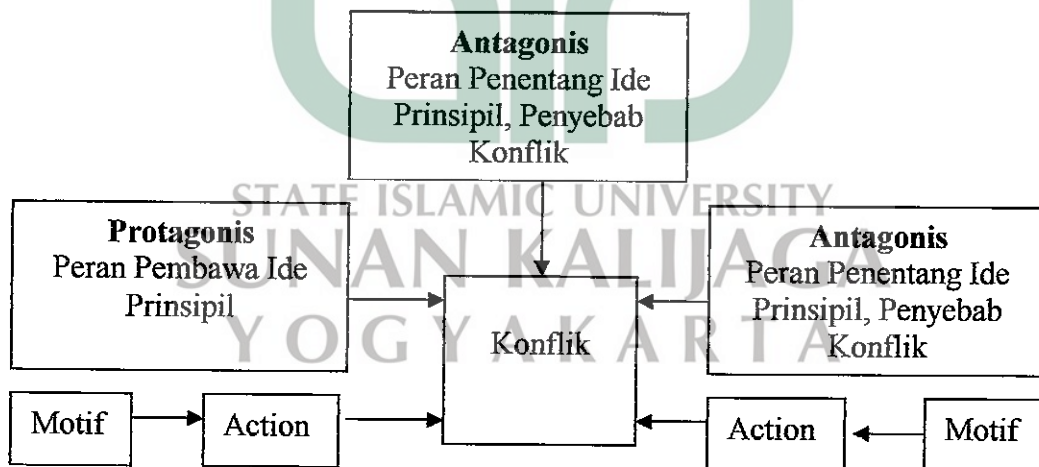 Antagonis
Peran Penentang Ide
Prinsipil, Penyebab
Konflik
STATE ISLAMIC UNIVERSITY
SUNAN KALIJAGA
YOGYAKARTA
Protagonis
Peran Pembawa Ide
Prinsipil
Konflik
Antagonis
Peran Penentang Ide
Prinsipil, Penyebab
Konflik
Motif
Action
Action
Motif